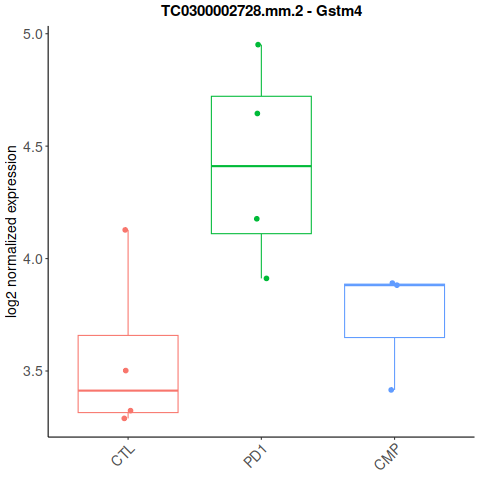 TC0300002728.mm.2 - Gstm4
log2 normalized expression
5.0
4.5
4.0
3.5
CTL
PD1
CMP